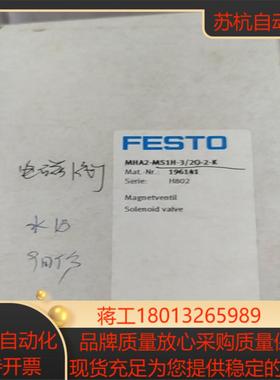 苏杭自动
FESTO
MHA2-MS1H-3/2O-2-K
Mat.-Nr.: 196141
Serie: H802
Magnetventil
Solenoid valve
电磁阀
蒋工18013265989
自动化 品牌质量放心采购质量保
开票 现货充足为您提供稳定的